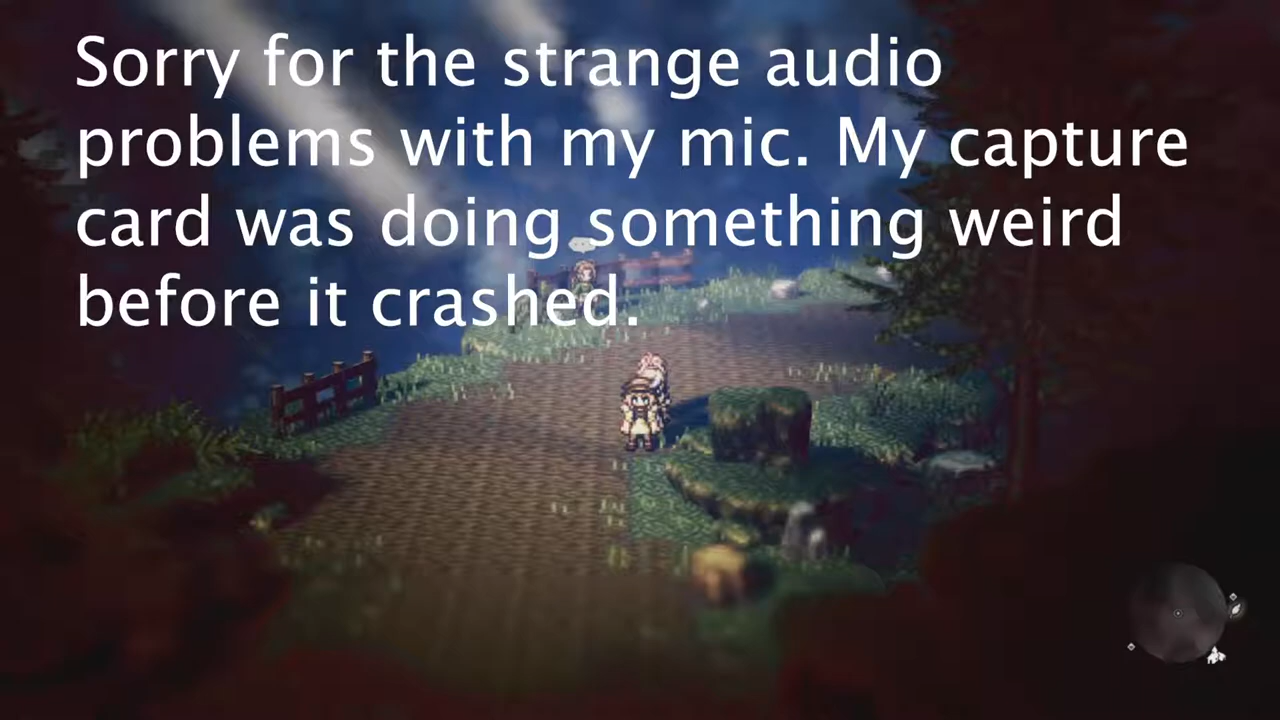 Sorry for the strange audio
problems with my mic. My capture
card was doing something weird
before it crashed.